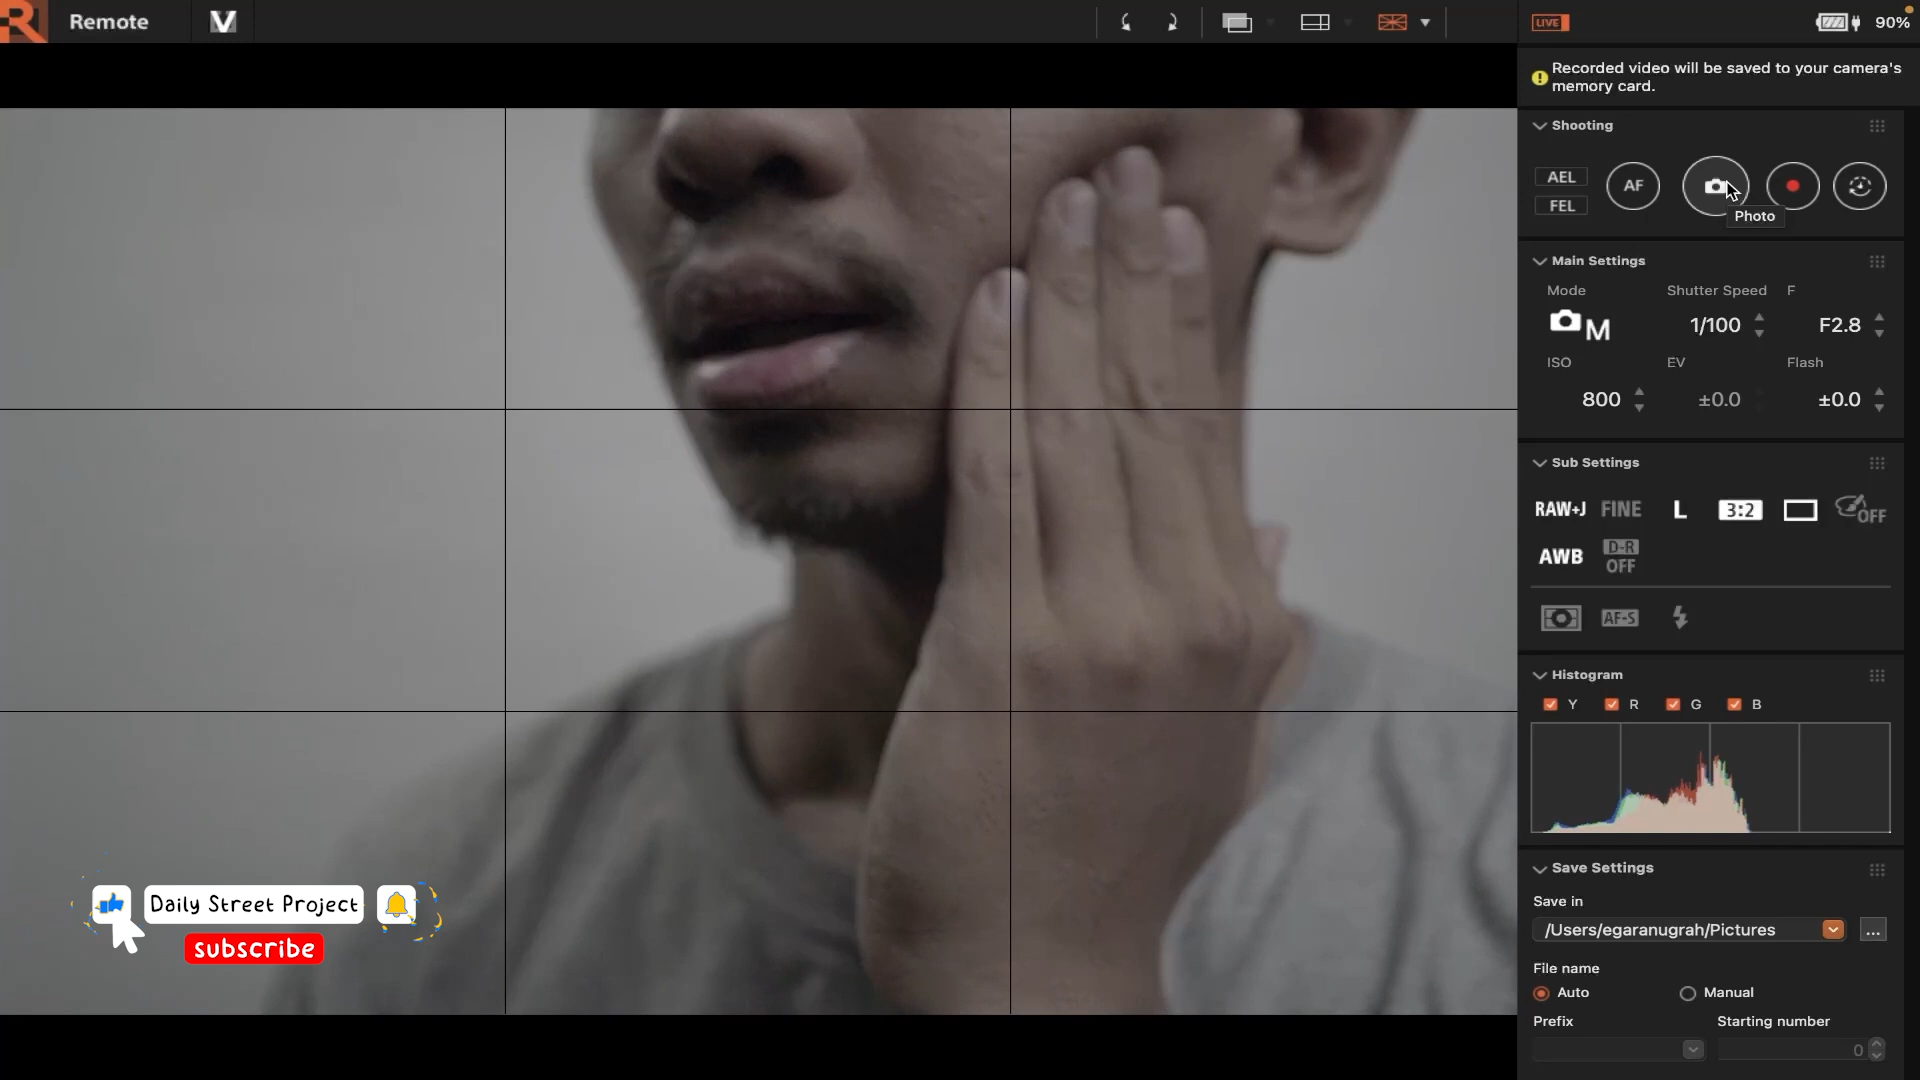 R Remote V
LIVE 90%
Recorded video will be saved to your camera's
memory card.
Shooting
AEL
FEL
AF
Photo
Main Settings
Mode Shutter Speed F
M 1/100 F2.8
ISO EV Flash
800 ±0.0 ±0.0
Sub Settings
RAW+J FINE L 3:2 OFF
AWB D-R
OFF
AF-S
Histogram
Y R G B
Save Settings
Save in
/Users/egaranugrah/Pictures ...
File name
Auto Manual
Prefix Starting number
0
Daily Street Project
subscribe